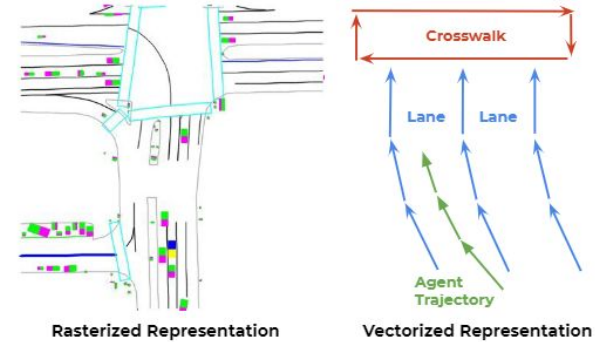 Crosswalk
Lane Lane
Agent
Trajectory
Rasterized Representation
Vectorized Representation